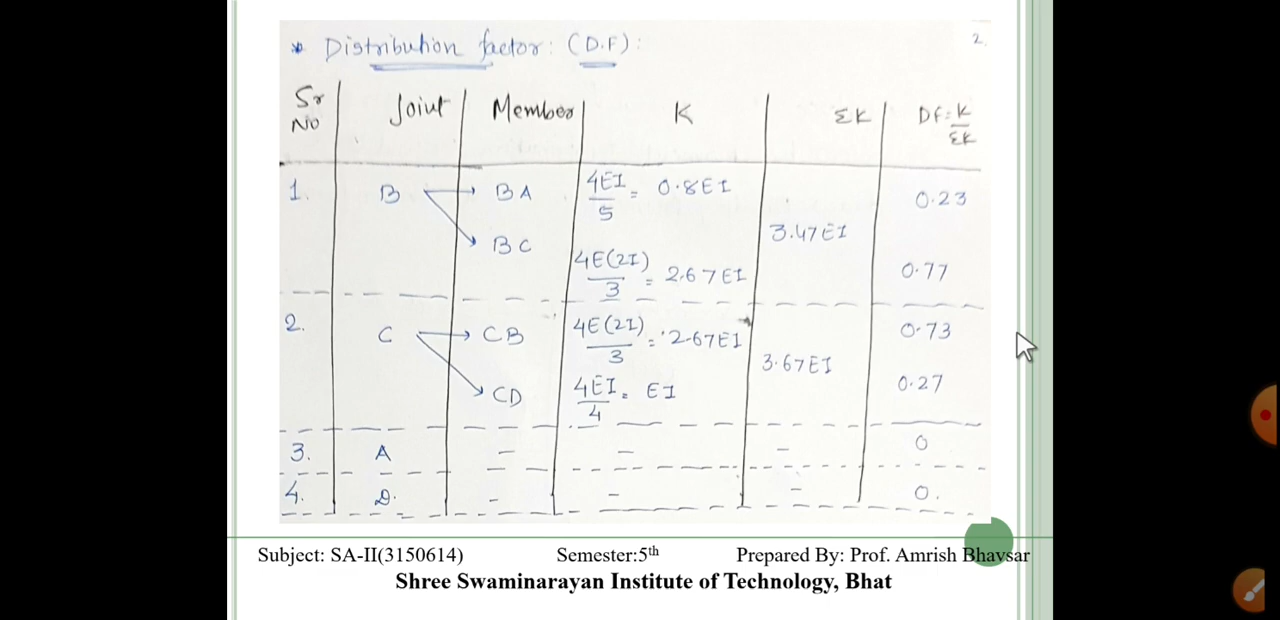 * Distribution factor: (D.F):
2.
Sr No Joint Member K ΣK DF = K/ΣK
1. B → BA 4EI/5 = 0.8EI 0.23
3.47EI
→ BC 4E(2I)/3 = 2.67EI 0.77
2. C → CB 4E(2I)/3 = 2.67EI 0.73
3.67EI
→ CD 4EI/4 = EI 0.27
3. A – – – 0
4. D. – – – 0.
Subject: SA-II(3150614) Semester:5th Prepared By: Prof. Amrish Bhavsar
Shree Swaminarayan Institute of Technology, Bhat